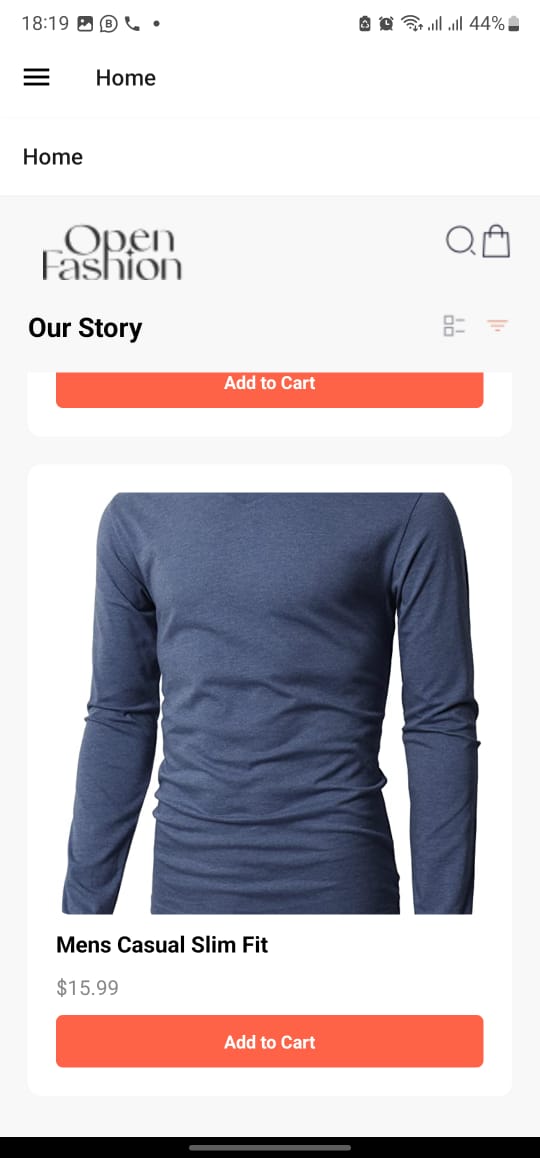 18:19 44%
Home
Home
Open
Fashion
Our Story
Add to Cart
Mens Casual Slim Fit
$15.99
Add to Cart